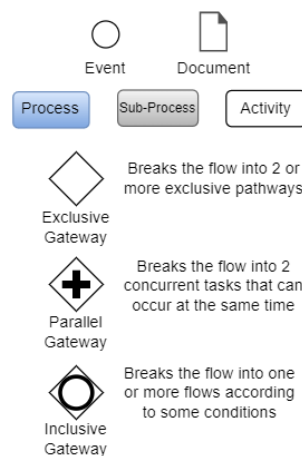 Event
Document
Process
Sub-Process
Activity
Breaks the flow into 2 or
more exclusive pathways
Exclusive
Gateway
Breaks the flow into 2
concurrent tasks that can
occur at the same time
Parallel
Gateway
Breaks the flow into one
or more flows according
to some conditions
Inclusive
Gateway